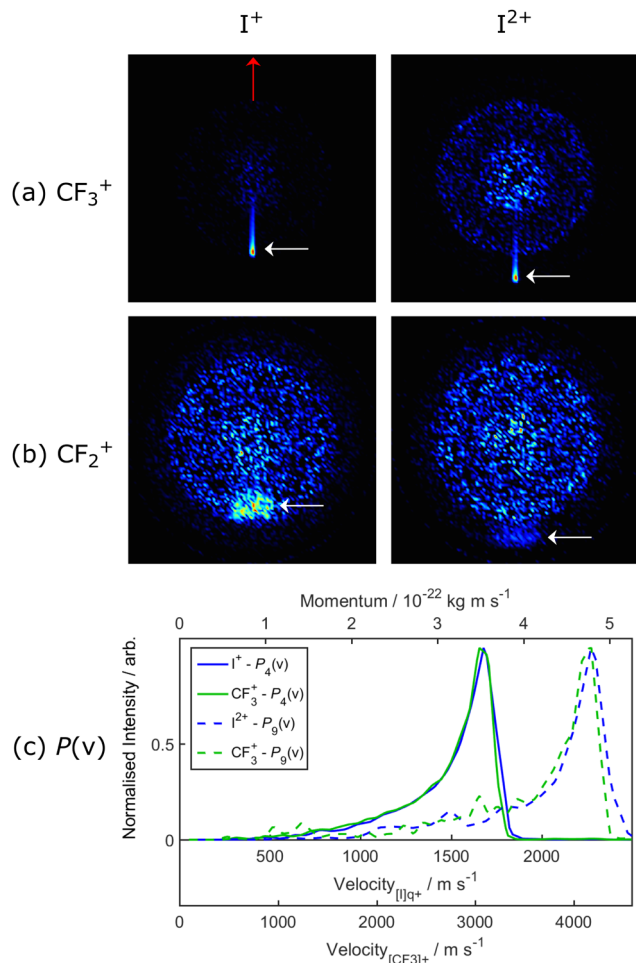 I⁺ I²⁺
(a) CF₃⁺
(b) CF₂⁺
Momentum / 10⁻²² kg m s⁻¹
0 1 2 3 4 5
(c) P(v)
Normalised Intensity / arb.
0.5
0
I⁺ - P₄(v)
CF₃⁺ - P₄(v)
I²⁺ - P₉(v)
CF₃⁺ - P₉(v)
500 1000 1500 2000
Velocity[I]q+ / m s⁻¹
0 1000 2000 3000 4000
Velocity[CF3]+ / m s⁻¹